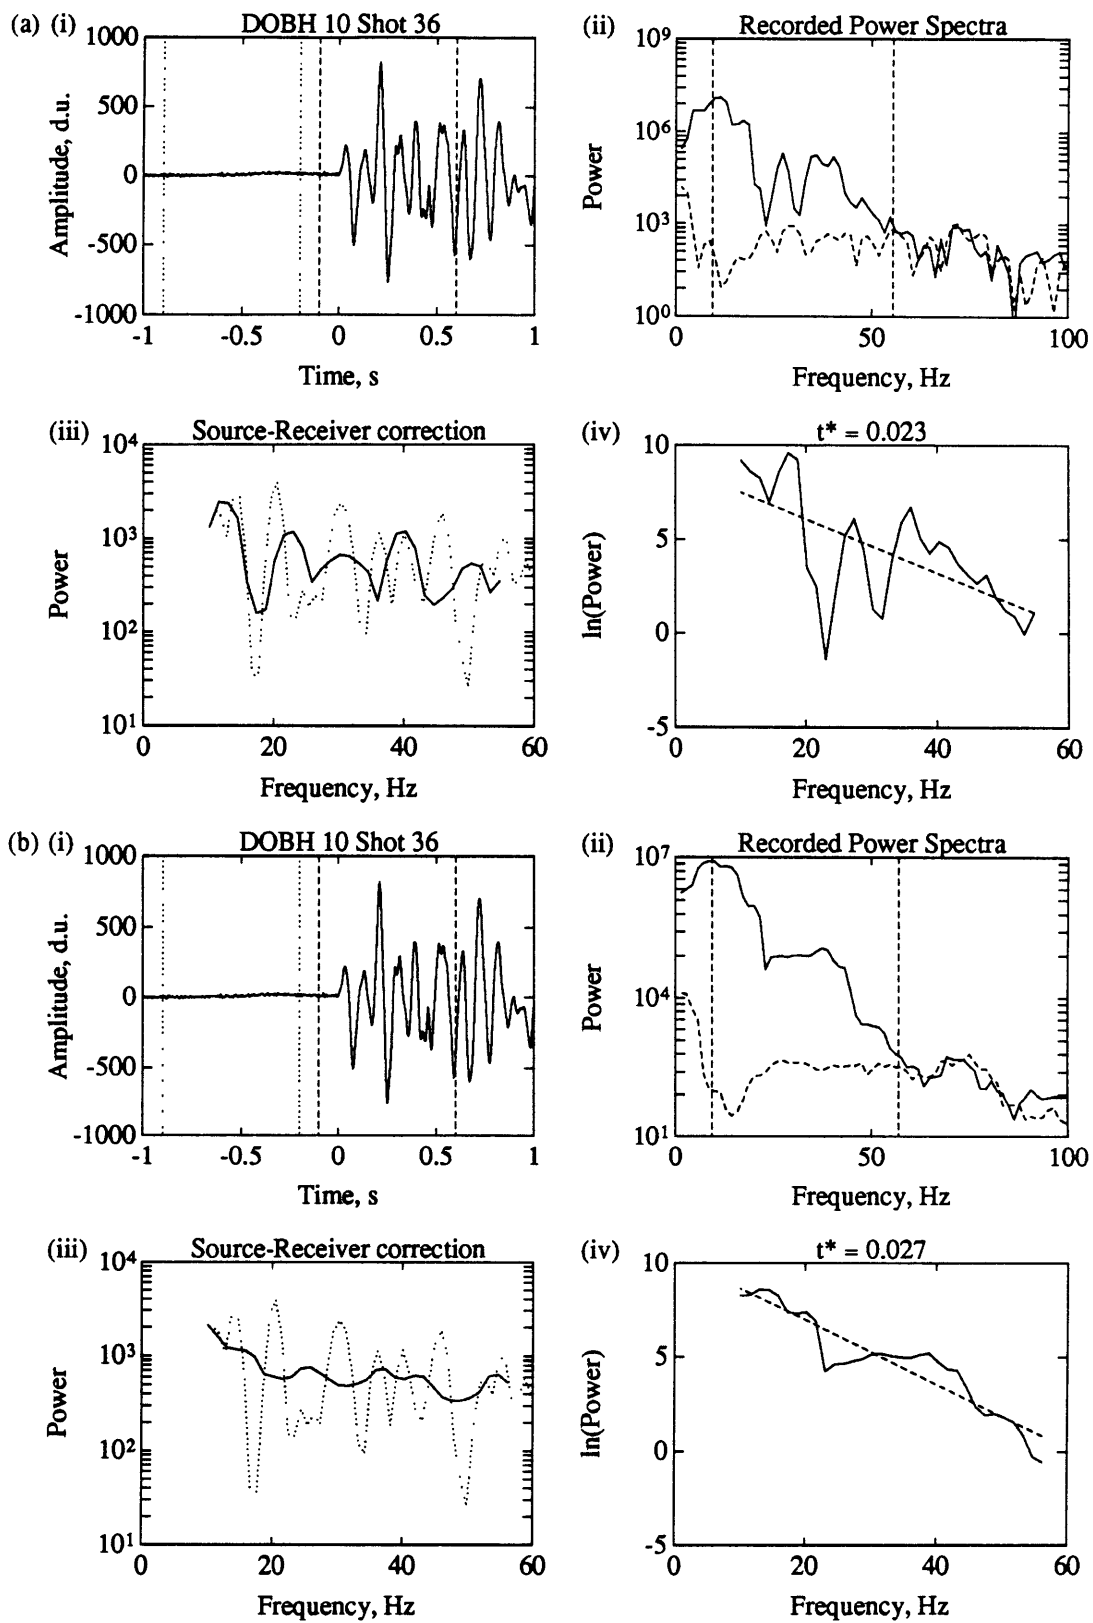 (a) (i) DOBH 10 Shot 36
Amplitude, d.u.
1000
500
0
-500
-1000
-1 -0.5 0 0.5 1
Time, s
(ii) Recorded Power Spectra
Power
10⁹
10⁶
10³
10⁰
0 50 100
Frequency, Hz
(iii) Source-Receiver correction
Power
10⁴
10³
10²
10¹
0 20 40 60
Frequency, Hz
(iv) t* = 0.023
ln(Power)
10
5
0
-5
0 20 40 60
Frequency, Hz
(b) (i) DOBH 10 Shot 36
Amplitude, d.u.
1000
500
0
-500
-1000
-1 -0.5 0 0.5 1
Time, s
(ii) Recorded Power Spectra
Power
10⁷
10⁴
10¹
0 50 100
Frequency, Hz
(iii) Source-Receiver correction
Power
10⁴
10³
10²
10¹
0 20 40 60
Frequency, Hz
(iv) t* = 0.027
ln(Power)
10
5
0
-5
0 20 40 60
Frequency, Hz